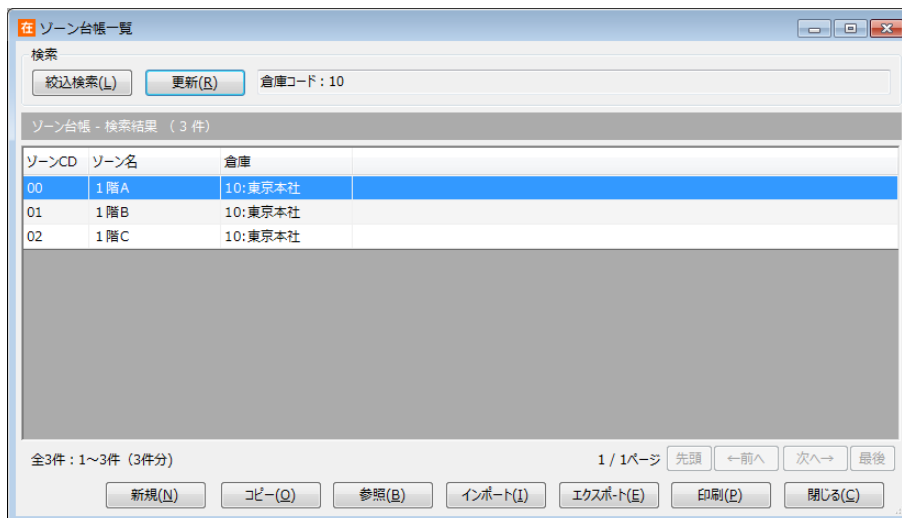 在 ゾーン台帳一覧
検索
絞込検索(L) 更新(R) 倉庫コード：10
ゾーン台帳 - 検索結果 （ 3 件）
ゾーンCD ゾーン名 倉庫
00 1階A 10:東京本社
01 1階B 10:東京本社
02 1階C 10:東京本社
全3件：1～3件（3件分） 1 / 1ページ 先頭 ←前へ 次へ→ 最後
新規(N) コピー(O) 参照(B) インポート(I) エクスポート(E) 印刷(P) 閉じる(C)